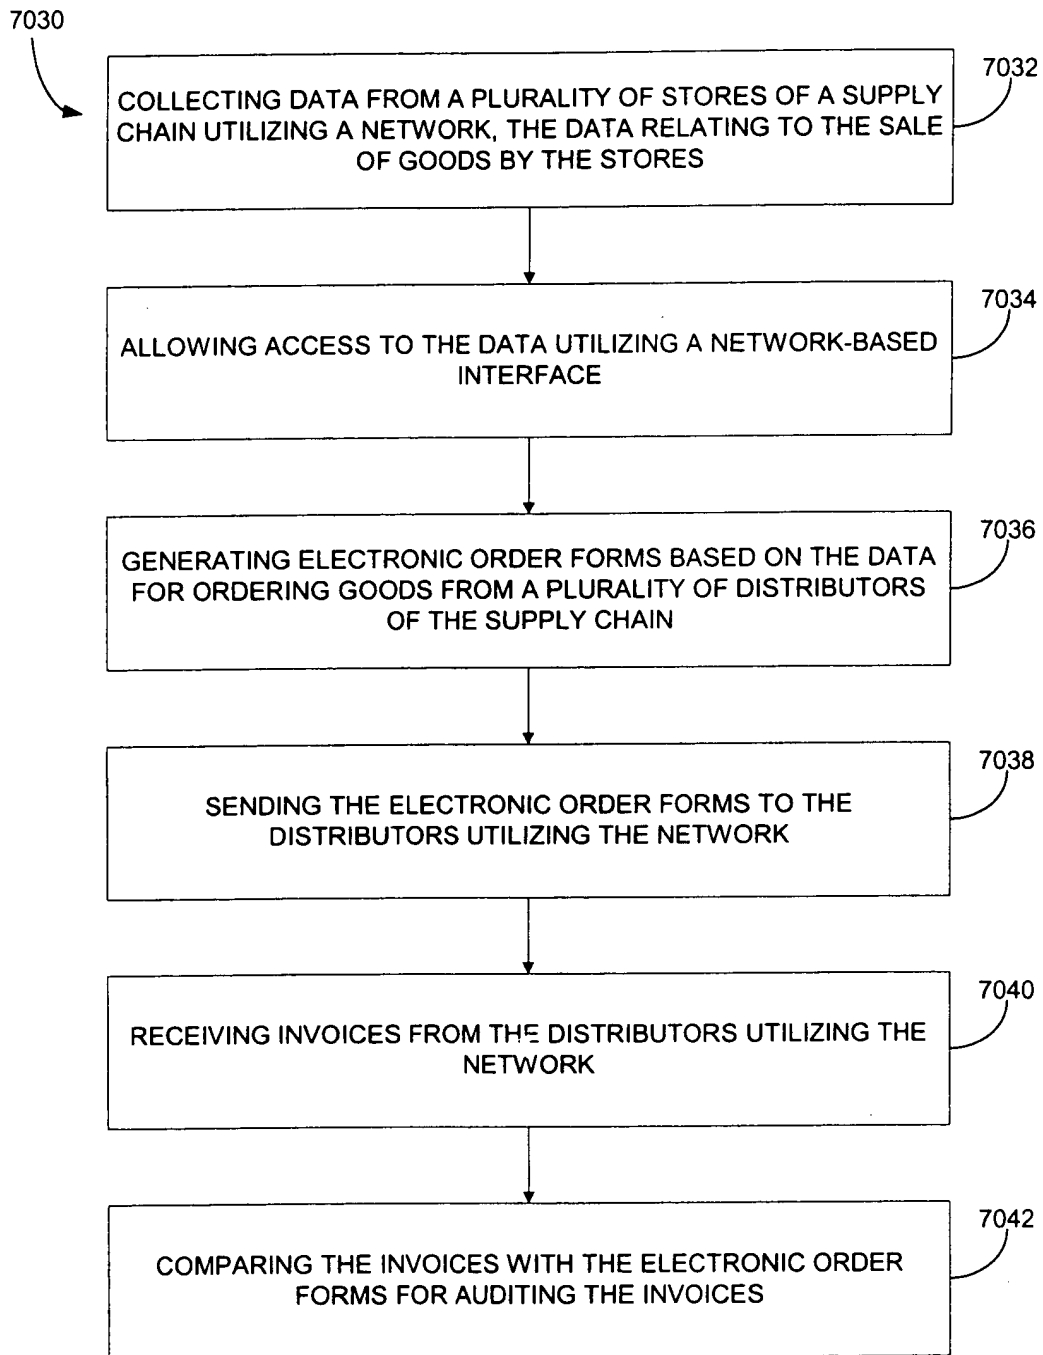 7030
7032
COLLECTING DATA FROM A PLURALITY OF STORES OF A SUPPLY
CHAIN UTILIZING A NETWORK, THE DATA RELATING TO THE SALE
OF GOODS BY THE STORES
7034
ALLOWING ACCESS TO THE DATA UTILIZING A NETWORK-BASED
INTERFACE
7036
GENERATING ELECTRONIC ORDER FORMS BASED ON THE DATA
FOR ORDERING GOODS FROM A PLURALITY OF DISTRIBUTORS
OF THE SUPPLY CHAIN
7038
SENDING THE ELECTRONIC ORDER FORMS TO THE
DISTRIBUTORS UTILIZING THE NETWORK
7040
RECEIVING INVOICES FROM THE DISTRIBUTORS UTILIZING THE
NETWORK
7042
COMPARING THE INVOICES WITH THE ELECTRONIC ORDER
FORMS FOR AUDITING THE INVOICES